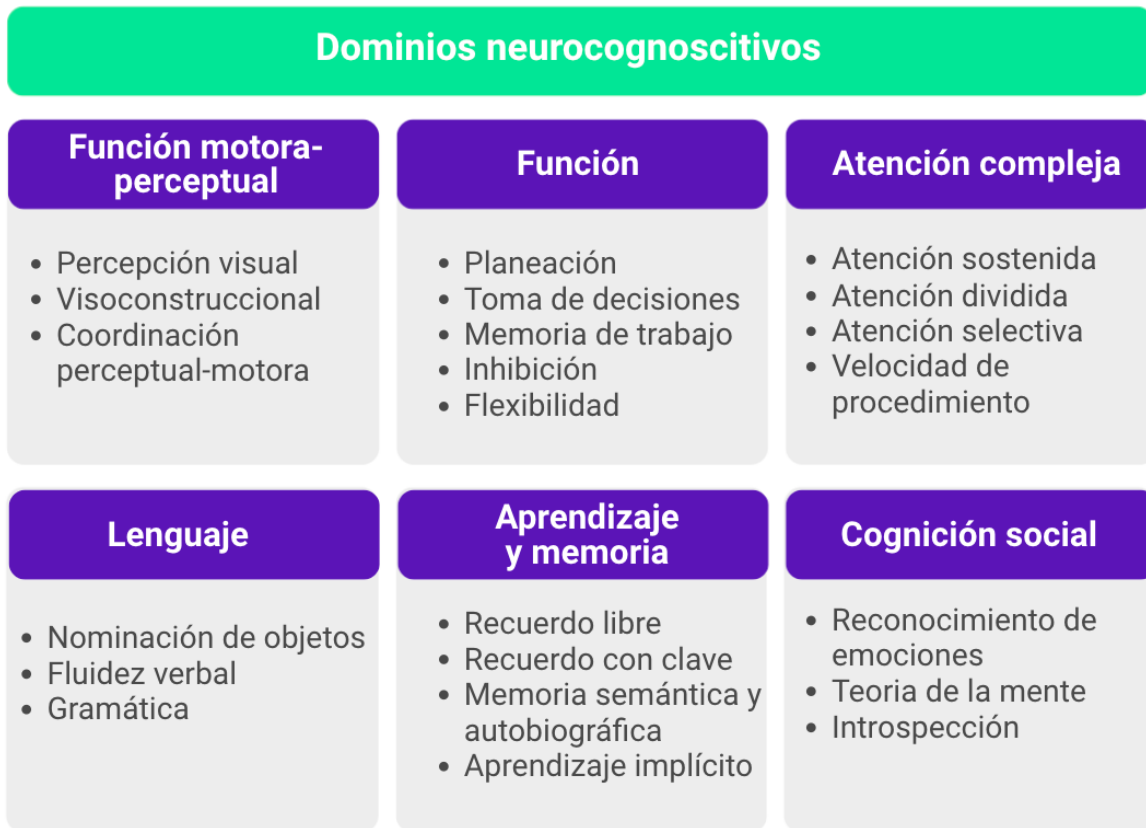 Dominios neurocognoscitivos
Función motora-
perceptual
• Percepción visual
• Visoconstruccional
• Coordinación
perceptual-motora
Función
• Planeación
• Toma de decisiones
• Memoria de trabajo
• Inhibición
• Flexibilidad
Atención compleja
• Atención sostenida
• Atención dividida
• Atención selectiva
• Velocidad de
procedimiento
Lenguaje
• Nominación de objetos
• Fluidez verbal
• Gramática
Aprendizaje
y memoria
• Recuerdo libre
• Recuerdo con clave
• Memoria semántica y
autobiográfica
• Aprendizaje implícito
Cognición social
• Reconocimiento de
emociones
• Teoria de la mente
• Introspección